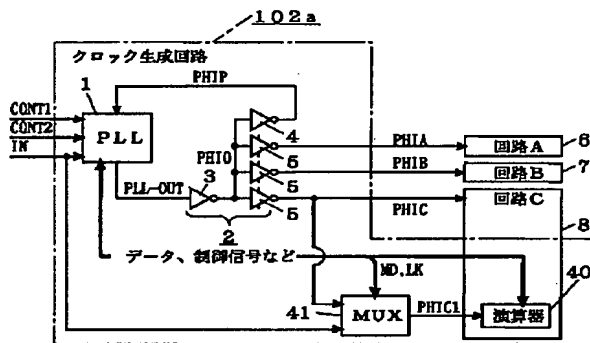 102a
クロック生成回路
1
PHIP
CONT1
CONT2
IN
PLL
4
PHIO
5
PHIA
回路A
6
5
PHIB
回路B
7
PLL-OUT
3
5
PHIC
回路C
2
8
データ、制御信号など
MD,LK
40
41
MUX
PHIC1
演算器